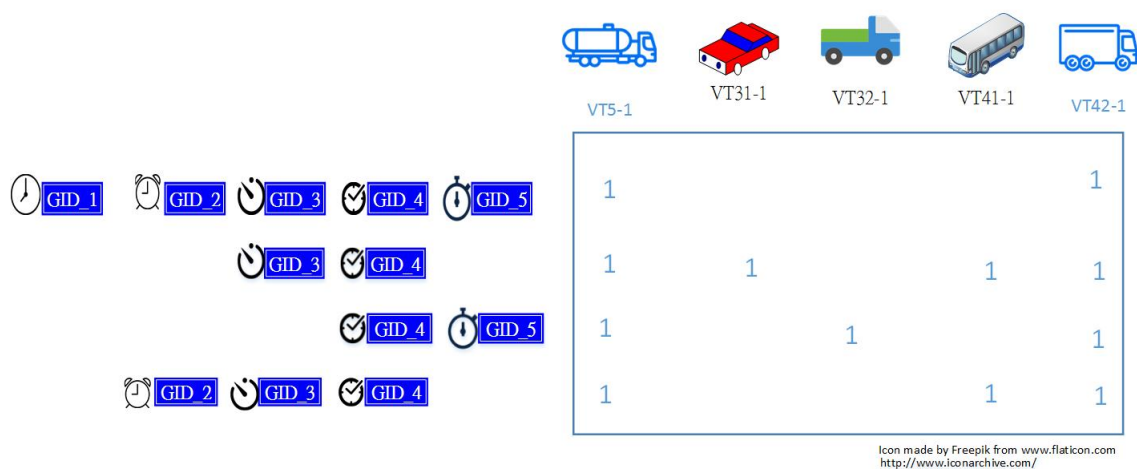 VT5-1 VT31-1 VT32-1 VT41-1 VT42-1
GID_1 GID_2 GID_3 GID_4 GID_5 1 1
GID_3 GID_4 1 1 1 1
GID_4 GID_5 1 1 1
GID_2 GID_3 GID_4 1 1 1
Icon made by Freepik from www.flaticon.com
http://www.iconarchive.com/